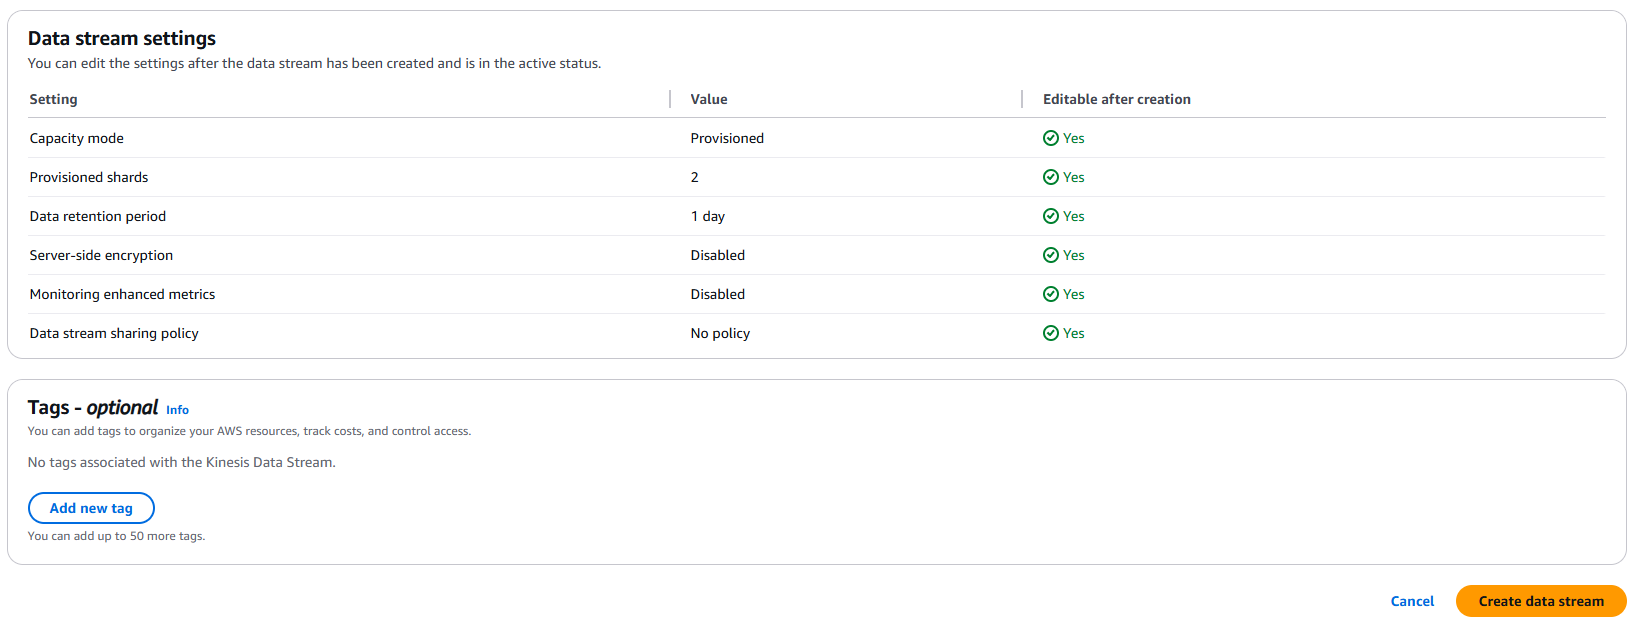 Data stream settings
You can edit the settings after the data stream has been created and is in the active status.
Setting Value Editable after creation
Capacity mode Provisioned Yes
Provisioned shards 2 Yes
Data retention period 1 day Yes
Server-side encryption Disabled Yes
Monitoring enhanced metrics Disabled Yes
Data stream sharing policy No policy Yes
Tags - optional Info
You can add tags to organize your AWS resources, track costs, and control access.
No tags associated with the Kinesis Data Stream.
Add new tag
You can add up to 50 more tags.
Cancel Create data stream